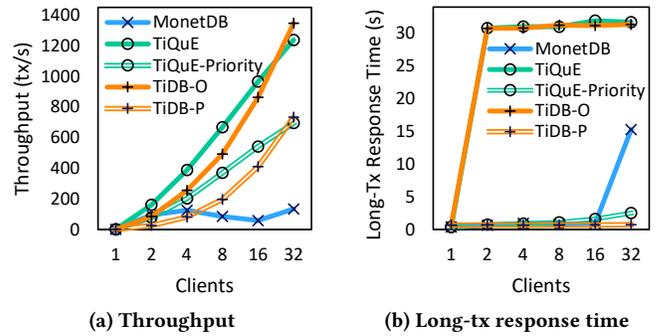 Throughput (tx/s)
1400
1200
1000
800
600
400
200
0
MonetDB
TiQuE
TiQuE-Priority
TiDB-O
TiDB-P
1 2 4 8 16 32
Clients
(a) Throughput
Long-Tx Response Time (s)
30
25
20
15
10
5
0
MonetDB
TiQuE
TiQuE-Priority
TiDB-O
TiDB-P
1 2 4 8 16 32
Clients
(b) Long-tx response time